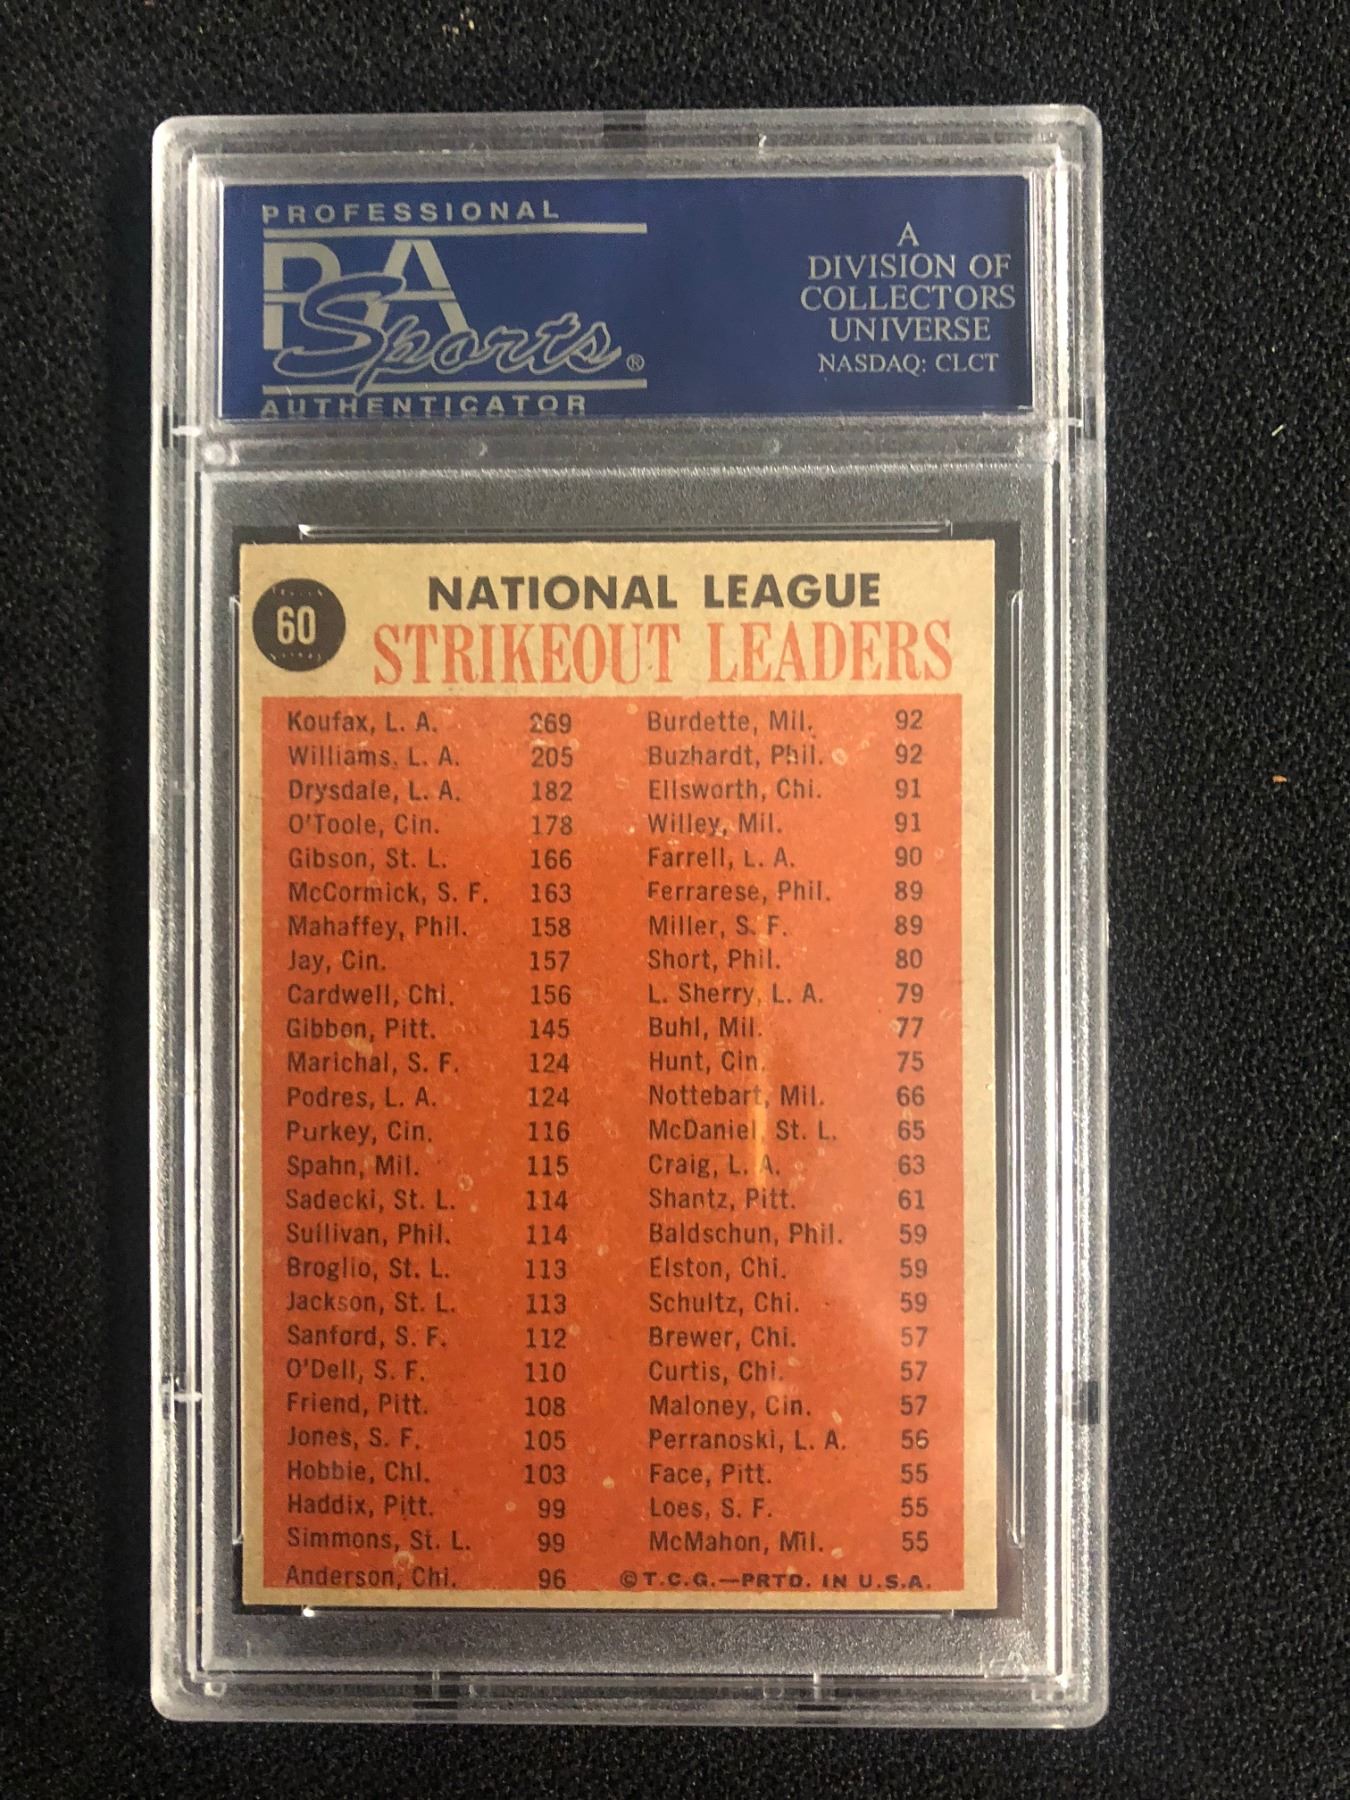 PROFESSIONAL
PSA
Sports®
AUTHENTICATOR
A
DIVISION OF
COLLECTORS
UNIVERSE
NASDAQ: CLCT
60
NATIONAL LEAGUE
STRIKEOUT LEADERS
Koufax, L. A. 269
Williams, L. A. 205
Drysdale, L. A. 182
O'Toole, Cin. 178
Gibson, St. L. 166
McCormick, S. F. 163
Mahaffey, Phil. 158
Jay, Cin. 157
Cardwell, Chi. 156
Gibbon, Pitt. 145
Marichal, S. F. 124
Podres, L. A. 124
Purkey, Cin. 116
Spahn, Mil. 115
Sadecki, St. L. 114
Sullivan, Phil. 114
Broglio, St. L. 113
Jackson, St. L. 113
Sanford, S. F. 112
O'Dell, S. F. 110
Friend, Pitt. 108
Jones, S. F. 105
Hobbie, Chi. 103
Haddix, Pitt. 99
Simmons, St. L. 99
Anderson, Chi. 96
Burdette, Mil. 92
Buzhardt, Phil. 92
Ellsworth, Chi. 91
Willey, Mil. 91
Farrell, L. A. 90
Ferrarese, Phil. 89
Miller, S. F. 89
Short, Phil. 80
L. Sherry, L. A. 79
Buhl, Mil. 77
Hunt, Cin. 75
Nottebart, Mil. 66
McDaniel, St. L. 65
Craig, L. A. 63
Shantz, Pitt. 61
Baldschun, Phil. 59
Elston, Chi. 59
Schultz, Chi. 59
Brewer, Chi. 57
Curtis, Chi. 57
Maloney, Cin. 57
Perranoski, L. A. 56
Face, Pitt. 55
Loes, S. F. 55
McMahon, Mil. 55
©T.C.G.—PRTD. IN U.S.A.